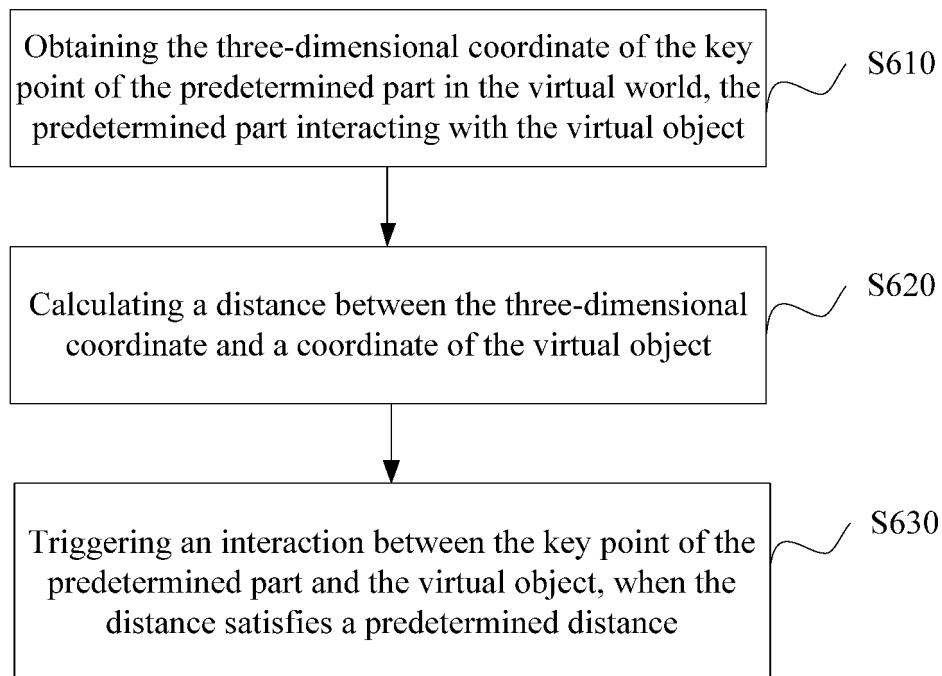 Obtaining the three-dimensional coordinate of the key
point of the predetermined part in the virtual world, the
predetermined part interacting with the virtual object
S610
Calculating a distance between the three-dimensional
coordinate and a coordinate of the virtual object
S620
Triggering an interaction between the key point of the
predetermined part and the virtual object, when the
distance satisfies a predetermined distance
S630